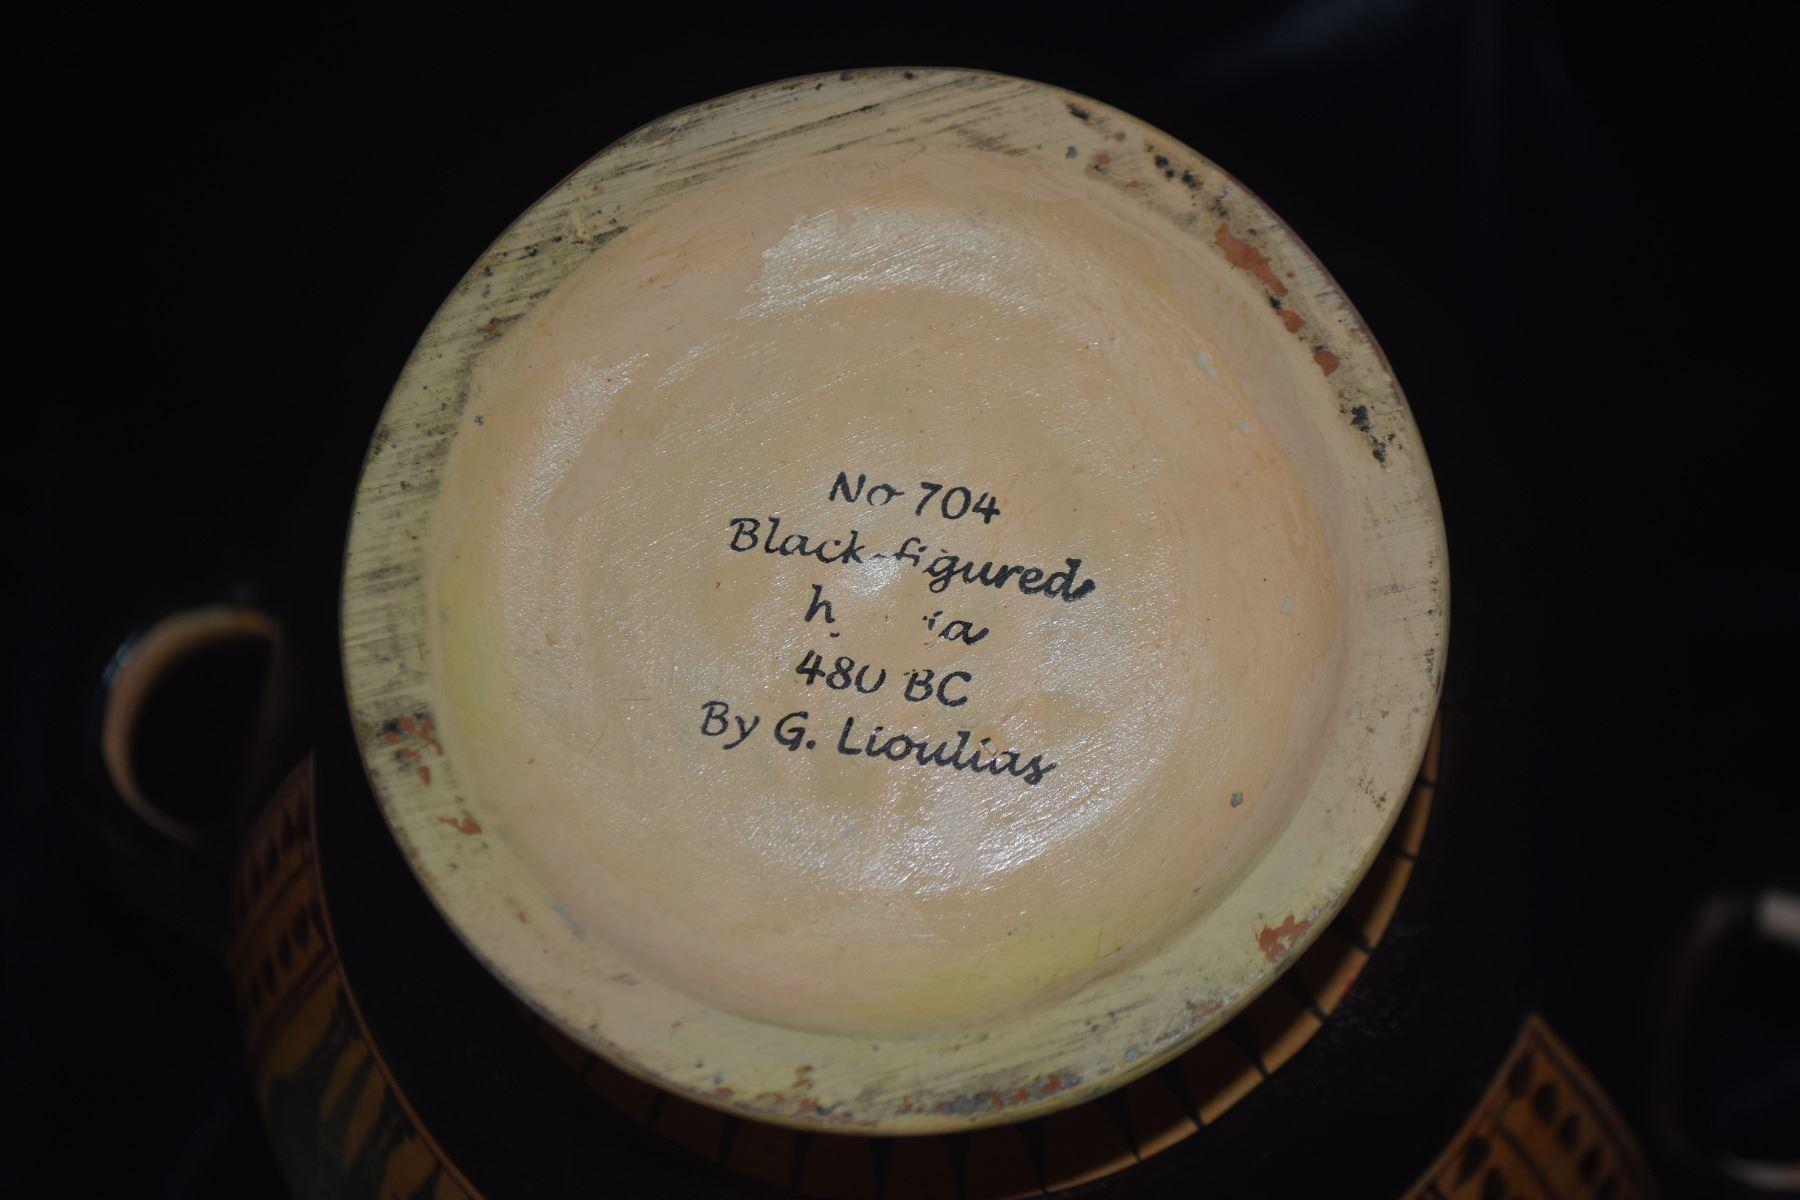 No 704
Black-figured
480 BC
By G. Lioulias